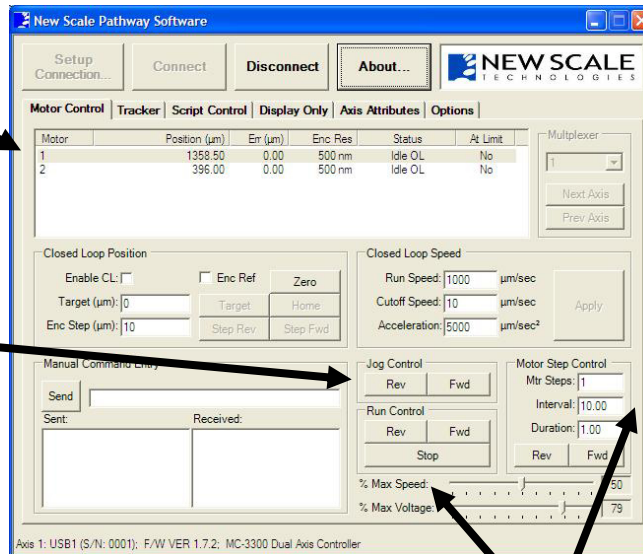 New Scale Pathway Software
Setup Connection...
Connect
Disconnect
About...
NEW SCALE
TECHNOLOGIES
Motor Control Tracker Script Control Display Only Axis Attributes Options
Motor Position (µm) Err (µm) Enc Res Status At Limit
1 1358.50 0.00 500 nm Idle OL No
2 396.00 0.00 500 nm Idle OL No
Multiplexer
1
Next Axis
Prev Axis
Closed Loop Position
Enable CL: Enc Ref Zero
Target (µm): 0 Target Home
Enc Step (µm): 10 Step Rev Step Fwd
Closed Loop Speed
Run Speed: 1000 µm/sec
Cutoff Speed: 10 µm/sec
Acceleration: 5000 µm/sec²
Apply
Manual Command Entry
Send
Sent: Received:
Jog Control
Rev Fwd
Run Control
Rev Fwd
Stop
Motor Step Control
Mtr Steps: 1
Interval: 10.00
Duration: 1.00
Rev Fwd
% Max Speed: 50
% Max Voltage: 79
Axis 1: USB1 (S/N: 0001); F/W VER 1.7.2; MC-3300 Dual Axis Controller